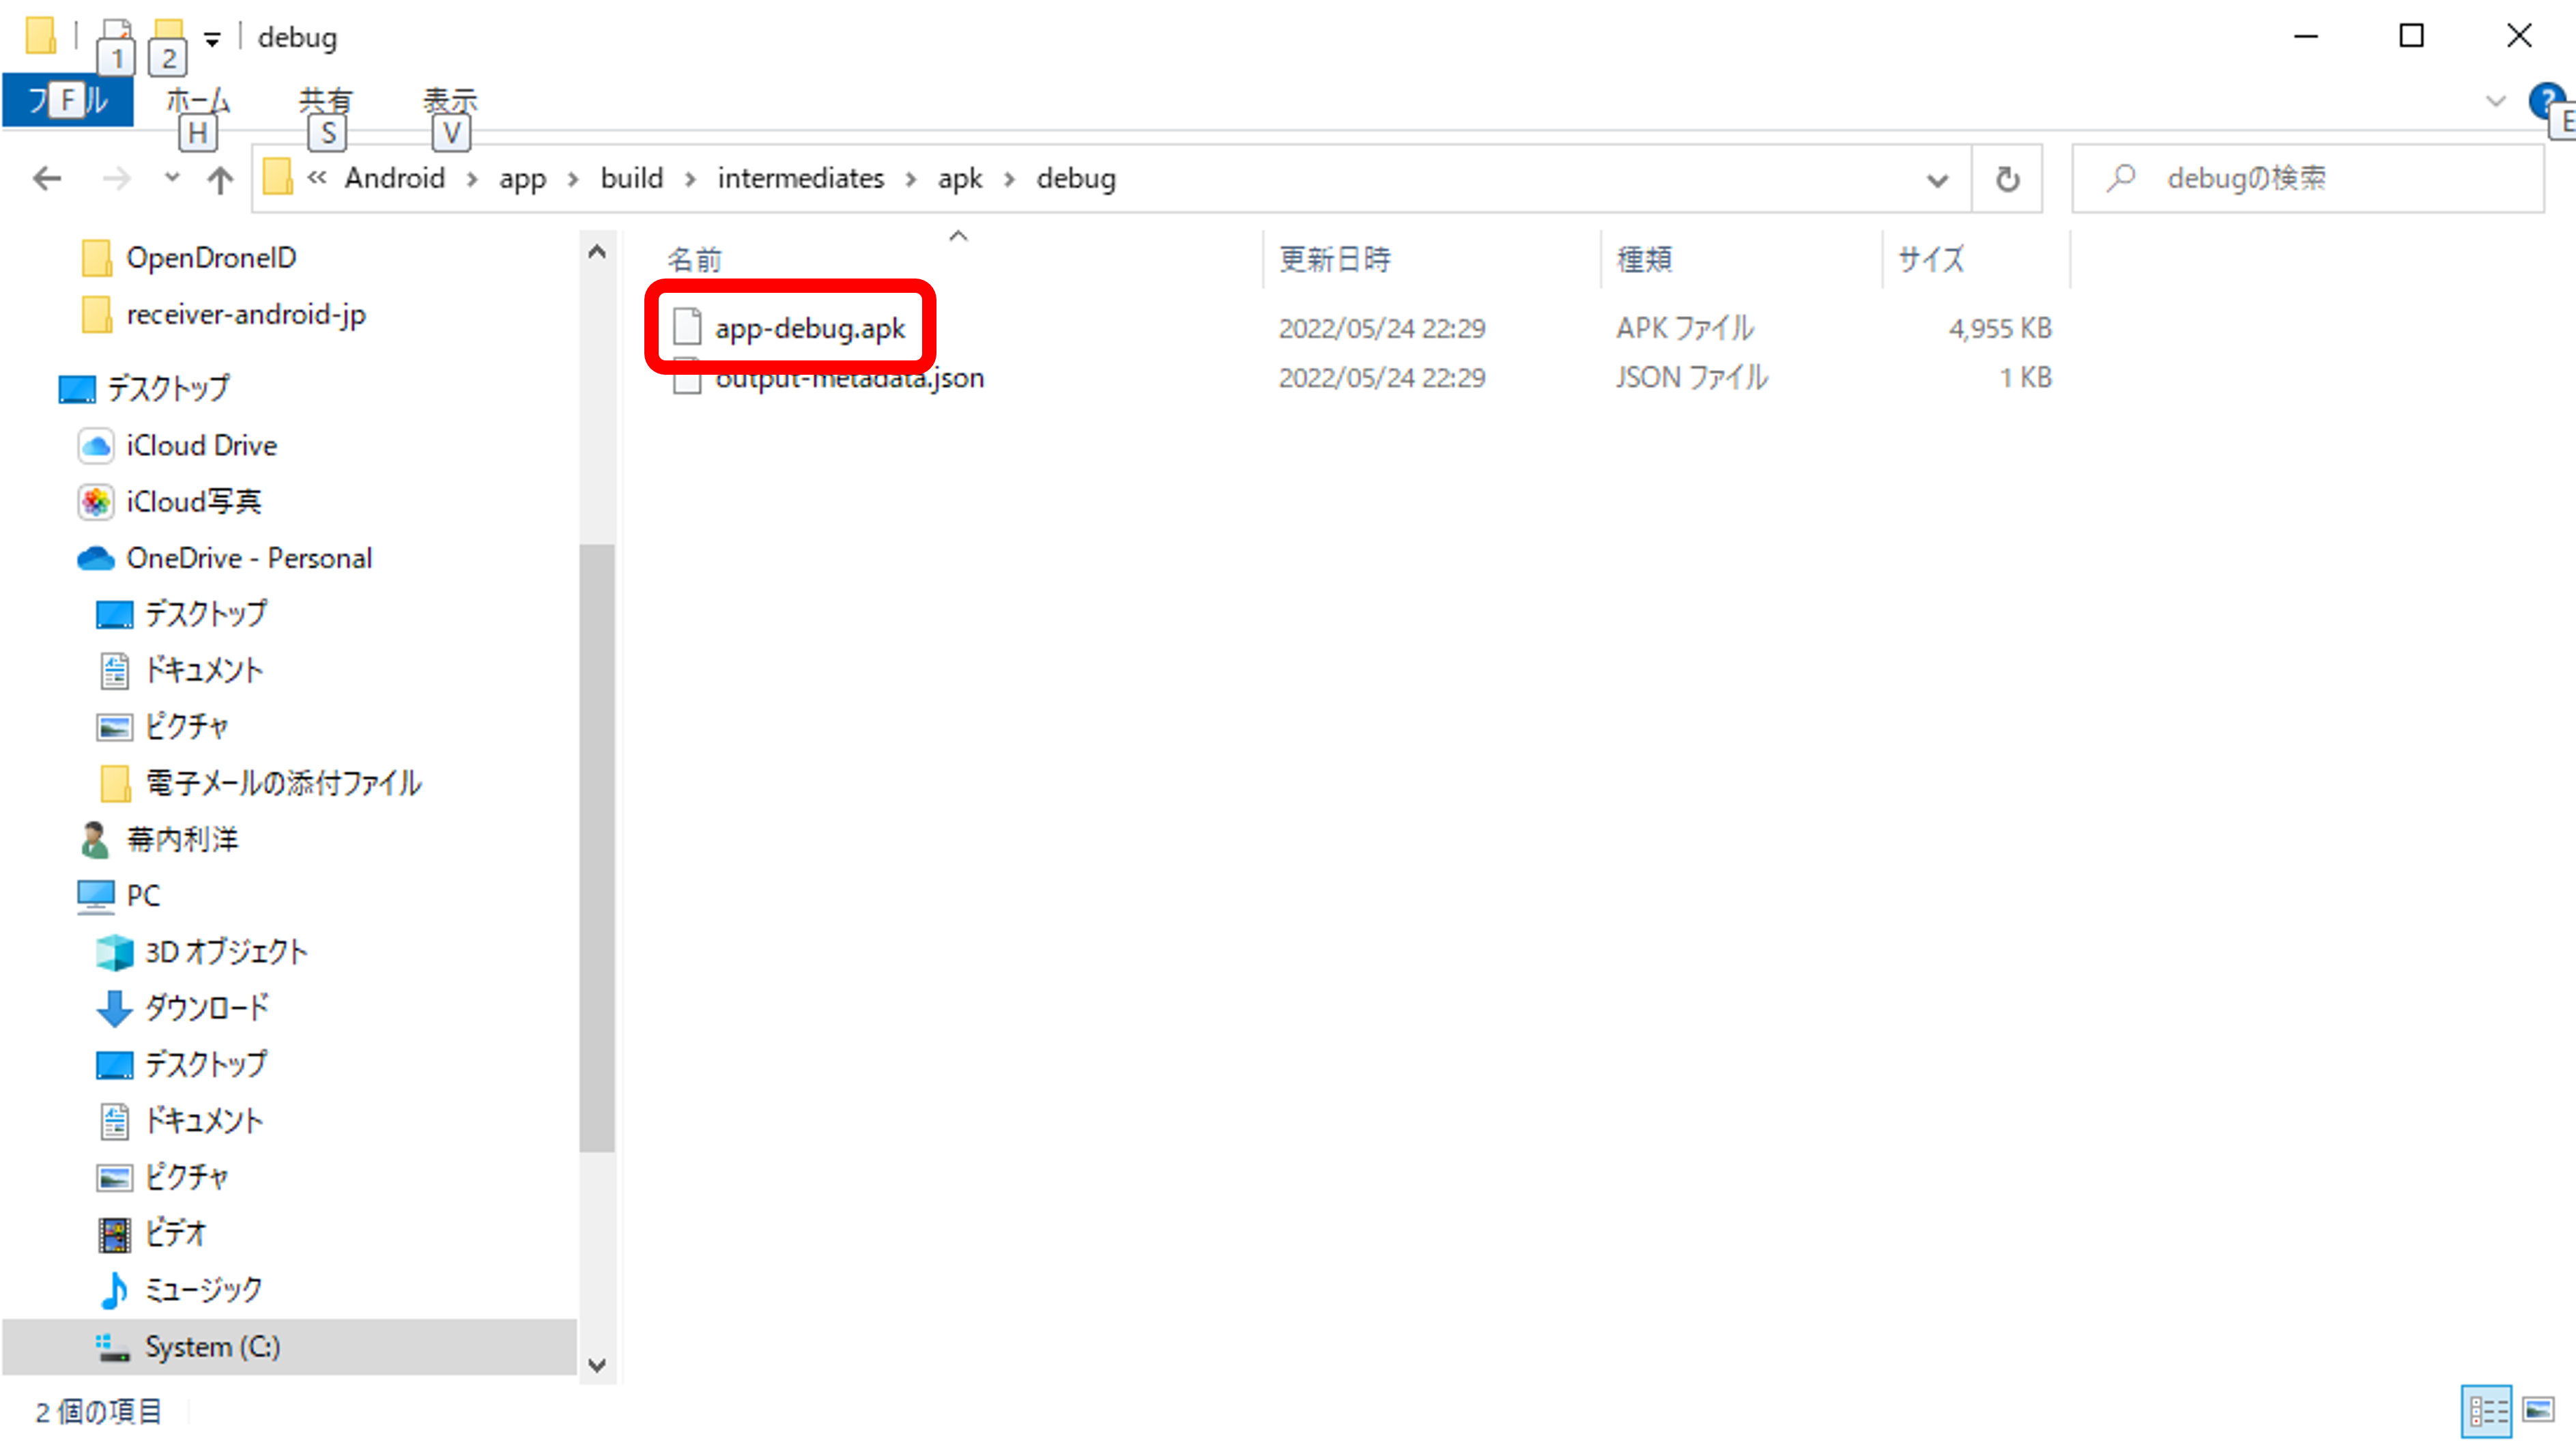 debug
1
2
フ F ル
ホーム
共有
表示
H
S
V
?
E
« Android › app › build › intermediates › apk › debug
debugの検索
OpenDroneID
receiver-android-jp
デスクトップ
iCloud Drive
iCloud写真
OneDrive - Personal
デスクトップ
ドキュメント
ピクチャ
電子メールの添付ファイル
幕内利洋
PC
3D オブジェクト
ダウンロード
デスクトップ
ドキュメント
ピクチャ
ビデオ
ミュージック
System (C:)
名前 更新日時 種類 サイズ
app-debug.apk 2022/05/24 22:29 APK ファイル 4,955 KB
output-metadata.json 2022/05/24 22:29 JSON ファイル 1 KB
2 個の項目